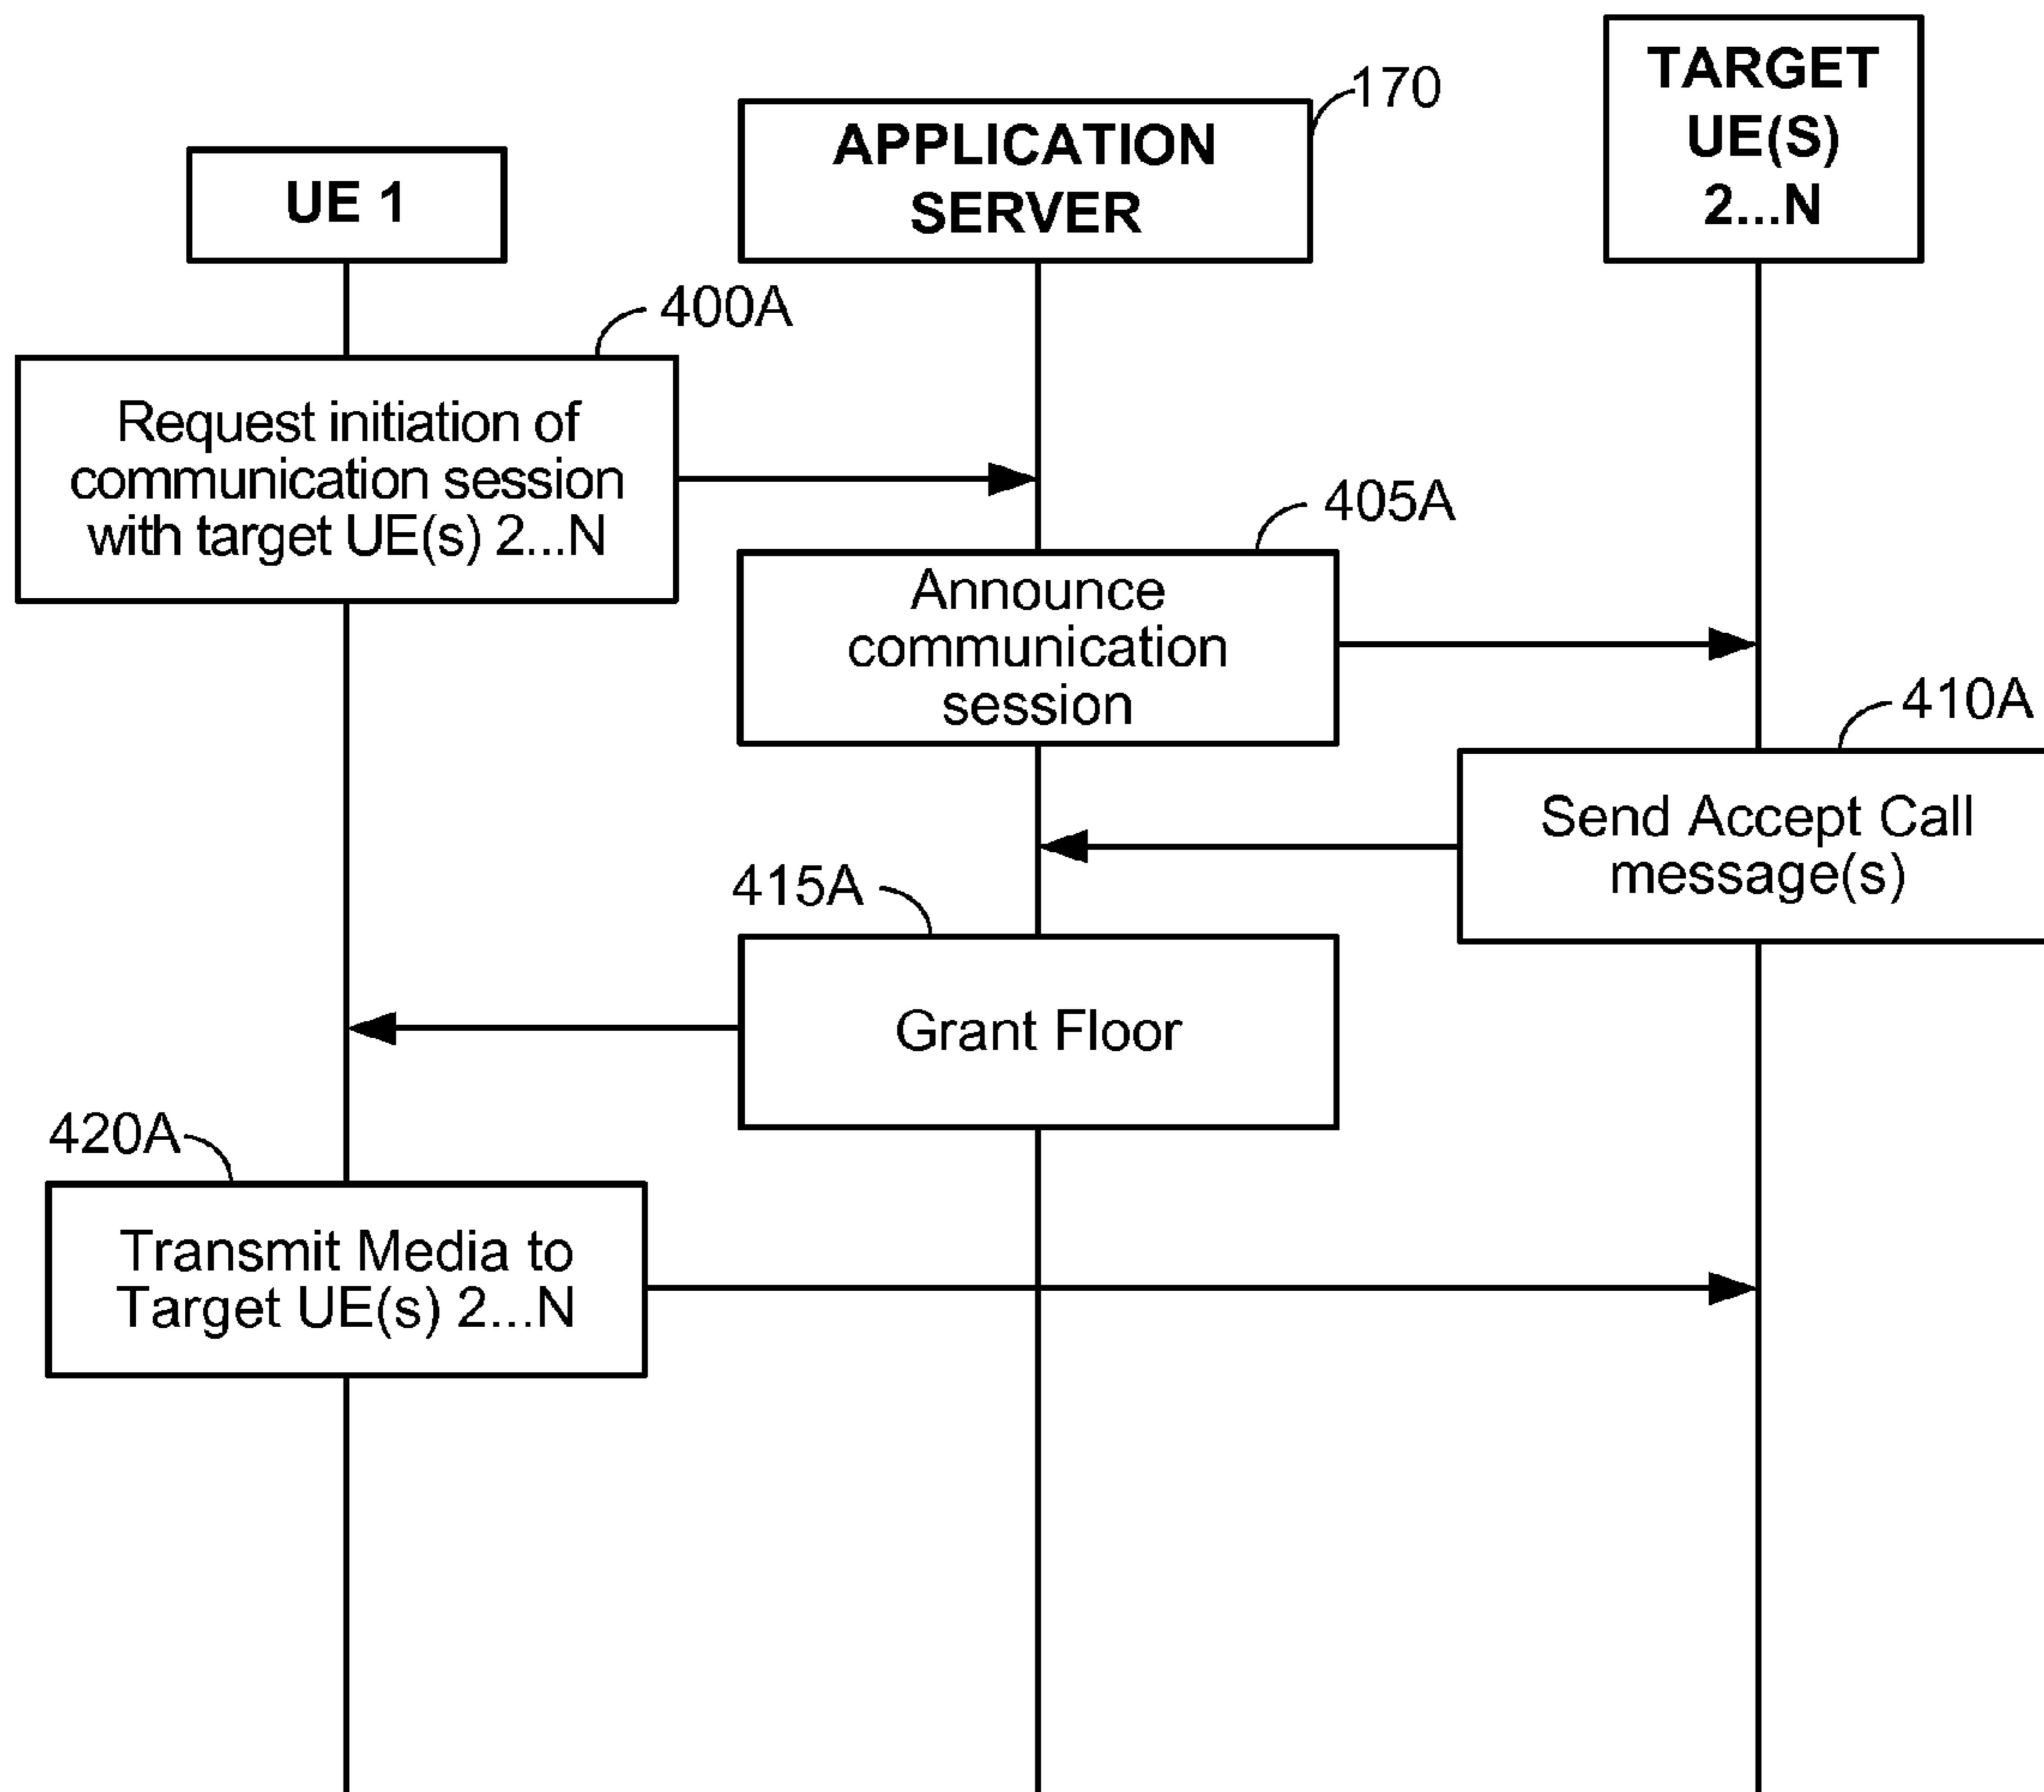 UE 1
APPLICATION
SERVER
170
TARGET
UE(S)
2...N
400A
Request initiation of
communication session
with target UE(s) 2...N
405A
Announce
communication
session
410A
Send Accept Call
message(s)
415A
Grant Floor
420A
Transmit Media to
Target UE(s) 2...N